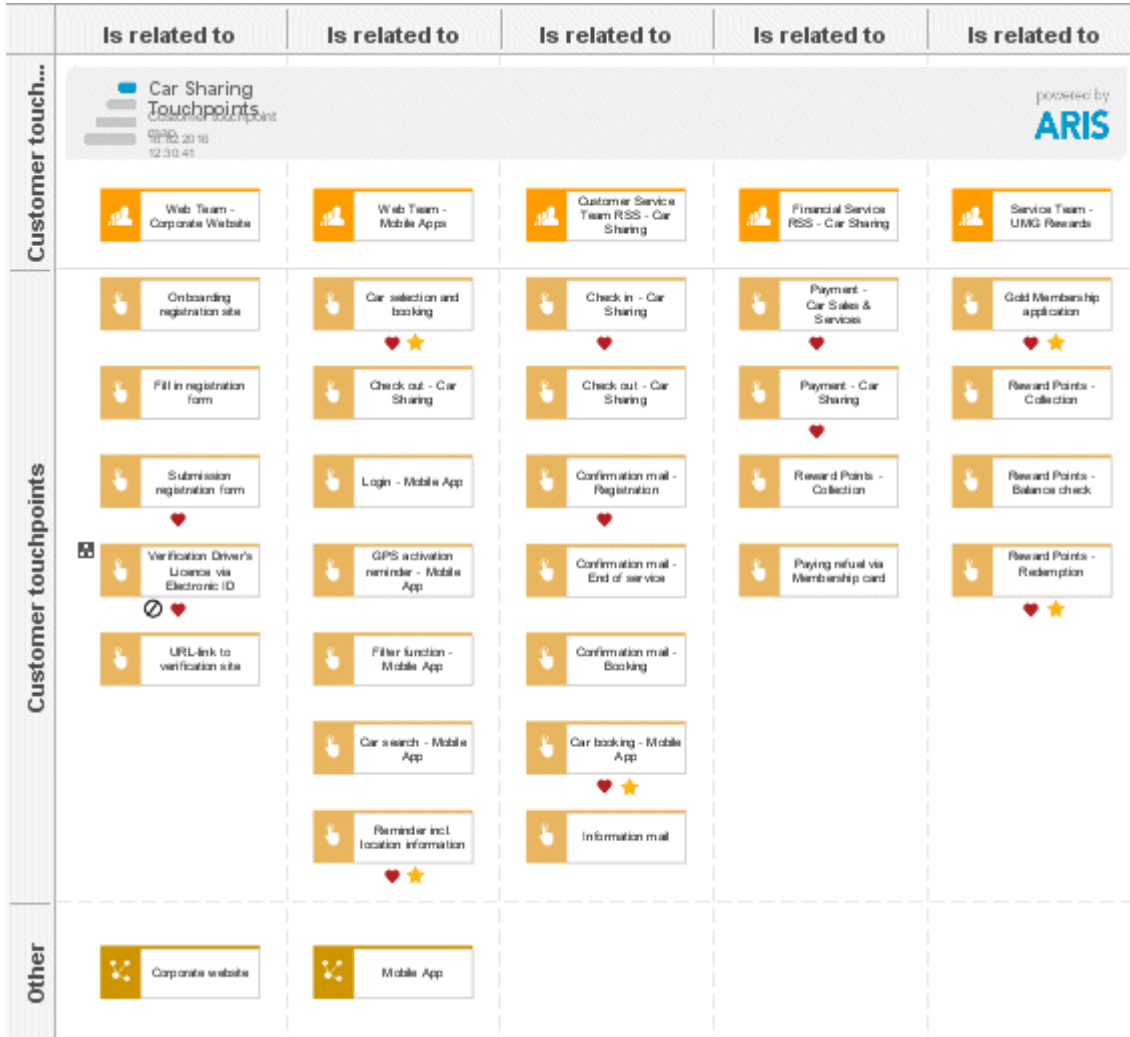 Is related to
Is related to
Is related to
Is related to
Is related to
Customer touch...
Car Sharing
Touchpoints
Customer touchpoint
map
12:30:41
powered by
ARIS
Web Team -
Corporate Website
Web Team -
Mobile Apps
Customer Service
Team RSS - Car
Sharing
Financial Service
RSS - Car Sharing
Service Team -
UMG Rewards
Customer touchpoints
Onboarding
registration site
Car selection and
booking
Check in - Car
Sharing
Payment -
Car Sales &
Services
Gold Membership
application
Fill in registration
form
Check out - Car
Sharing
Check out - Car
Sharing
Payment - Car
Sharing
Reward Points -
Collection
Submission
registration form
Login - Mobile App
Confirmation mail -
Registration
Reward Points -
Collection
Reward Points -
Balance check
Verification Driver's
Licence via
Electronic ID
GPS activation
reminder - Mobile
App
Confirmation mail -
End of service
Paying refuel via
Membership card
Reward Points -
Redemption
URL-link to
verification site
Filter function -
Mobile App
Confirmation mail -
Booking
Car search - Mobile
App
Car booking - Mobile
App
Reminder incl.
location information
Information mail
Other
Corporate website
Mobile App